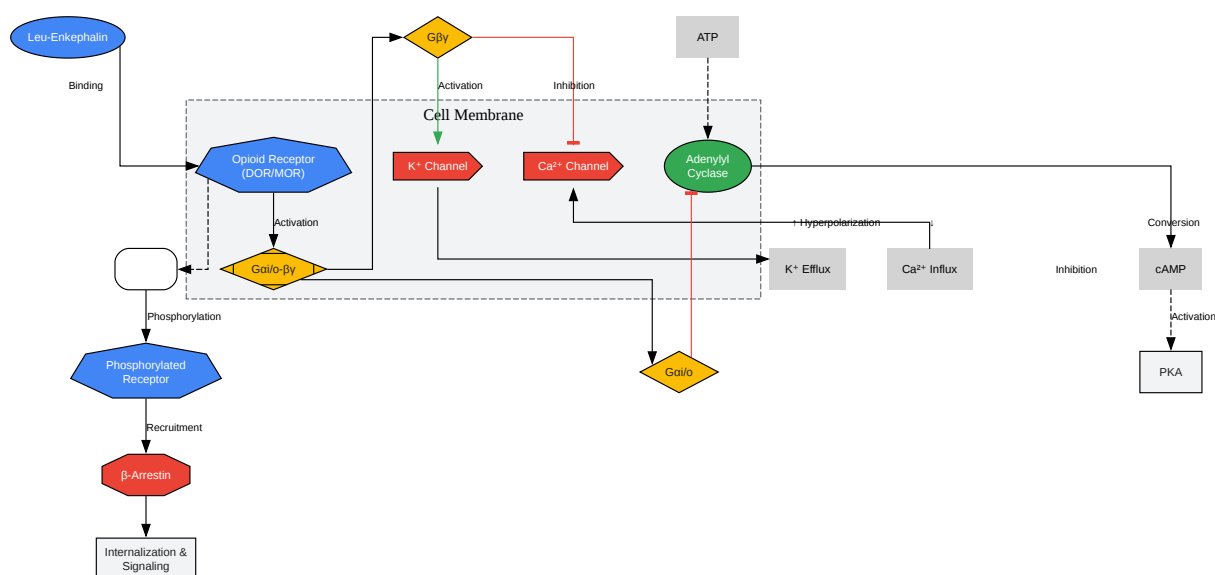 Leu-Enkephalin
Gβγ
ATP
Binding
Activation
Inhibition
Cell Membrane
Opioid Receptor
(DOR/MOR)
K⁺ Channel
Ca²⁺ Channel
Adenylyl
Cyclase
Activation
↑ Hyperpolarization
↓
Conversion
Gαi/o-βγ
K⁺ Efflux
Ca²⁺ Influx
Inhibition
cAMP
Phosphorylation
Activation
Phosphorylated
Receptor
Gαi/o
PKA
Recruitment
β-Arrestin
Internalization &
Signaling